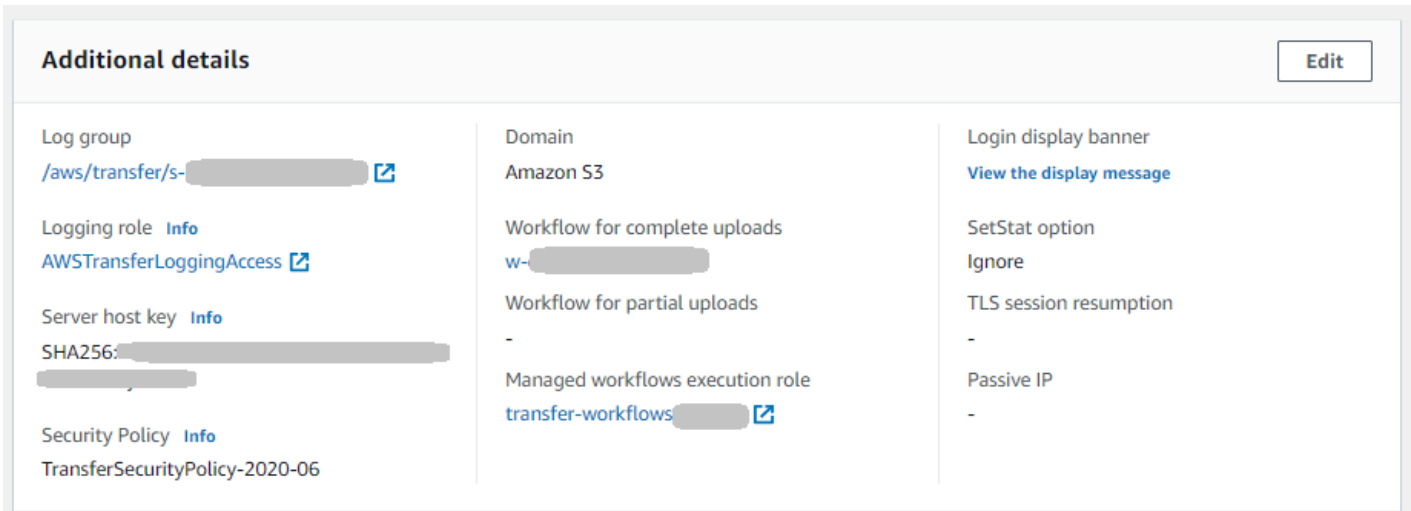 Additional details
Edit
Log group
/aws/transfer/s-
Logging role Info
AWSTransferLoggingAccess
Server host key Info
SHA256:
Security Policy Info
TransferSecurityPolicy-2020-06
Domain
Amazon S3
Workflow for complete uploads
w-
Workflow for partial uploads
-
Managed workflows execution role
transfer-workflows
Login display banner
View the display message
SetStat option
Ignore
TLS session resumption
-
Passive IP
-